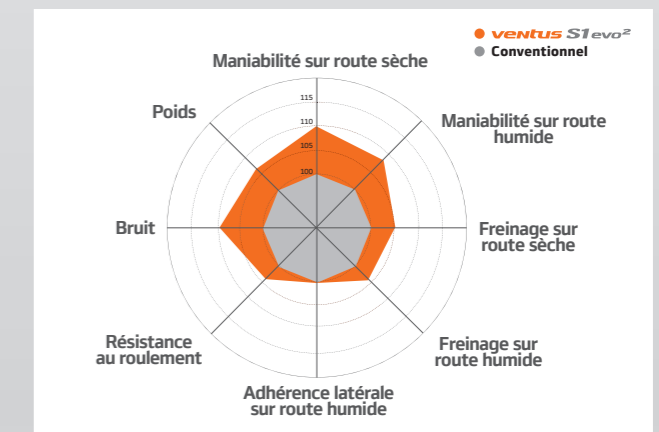 ventus S1 evo²
Conventionnel
Maniabilité sur route sèche
115
110
105
100
Poids
Maniabilité sur route
humide
Bruit
Freinage sur
route sèche
Résistance
au roulement
Freinage sur
route humide
Adhérence latérale
sur route humide